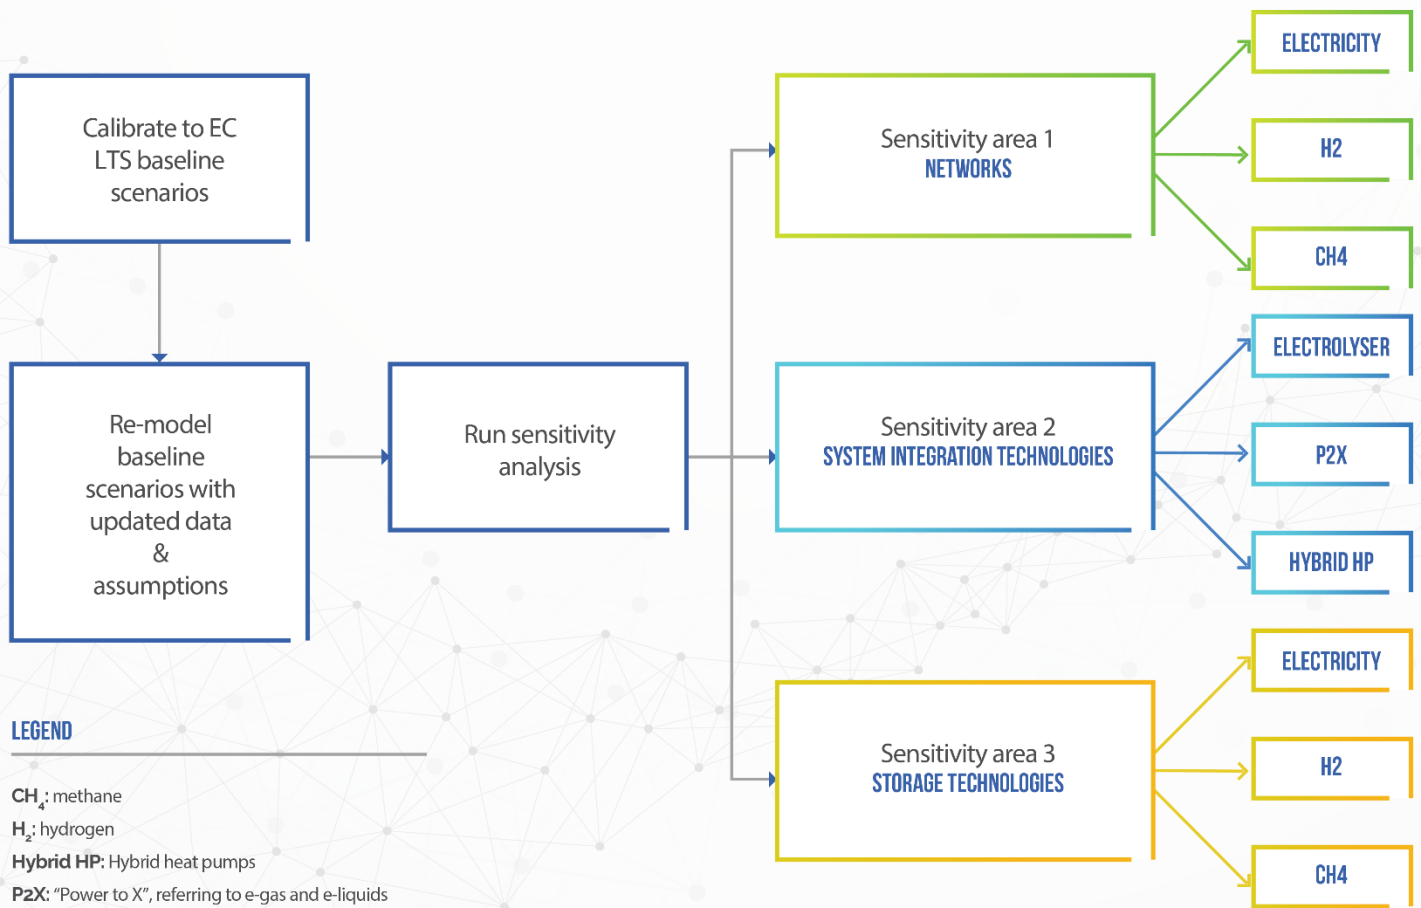 Calibrate to EC
LTS baseline
scenarios
Re-model
baseline
scenarios with
updated data
&
assumptions
Run sensitivity
analysis
Sensitivity area 1
NETWORKS
ELECTRICITY
H2
CH4
Sensitivity area 2
SYSTEM INTEGRATION TECHNOLOGIES
ELECTROLYSER
P2X
HYBRID HP
Sensitivity area 3
STORAGE TECHNOLOGIES
ELECTRICITY
H2
CH4
LEGEND
CH₄: methane
H₂: hydrogen
Hybrid HP: Hybrid heat pumps
P2X: “Power to X”, referring to e-gas and e-liquids